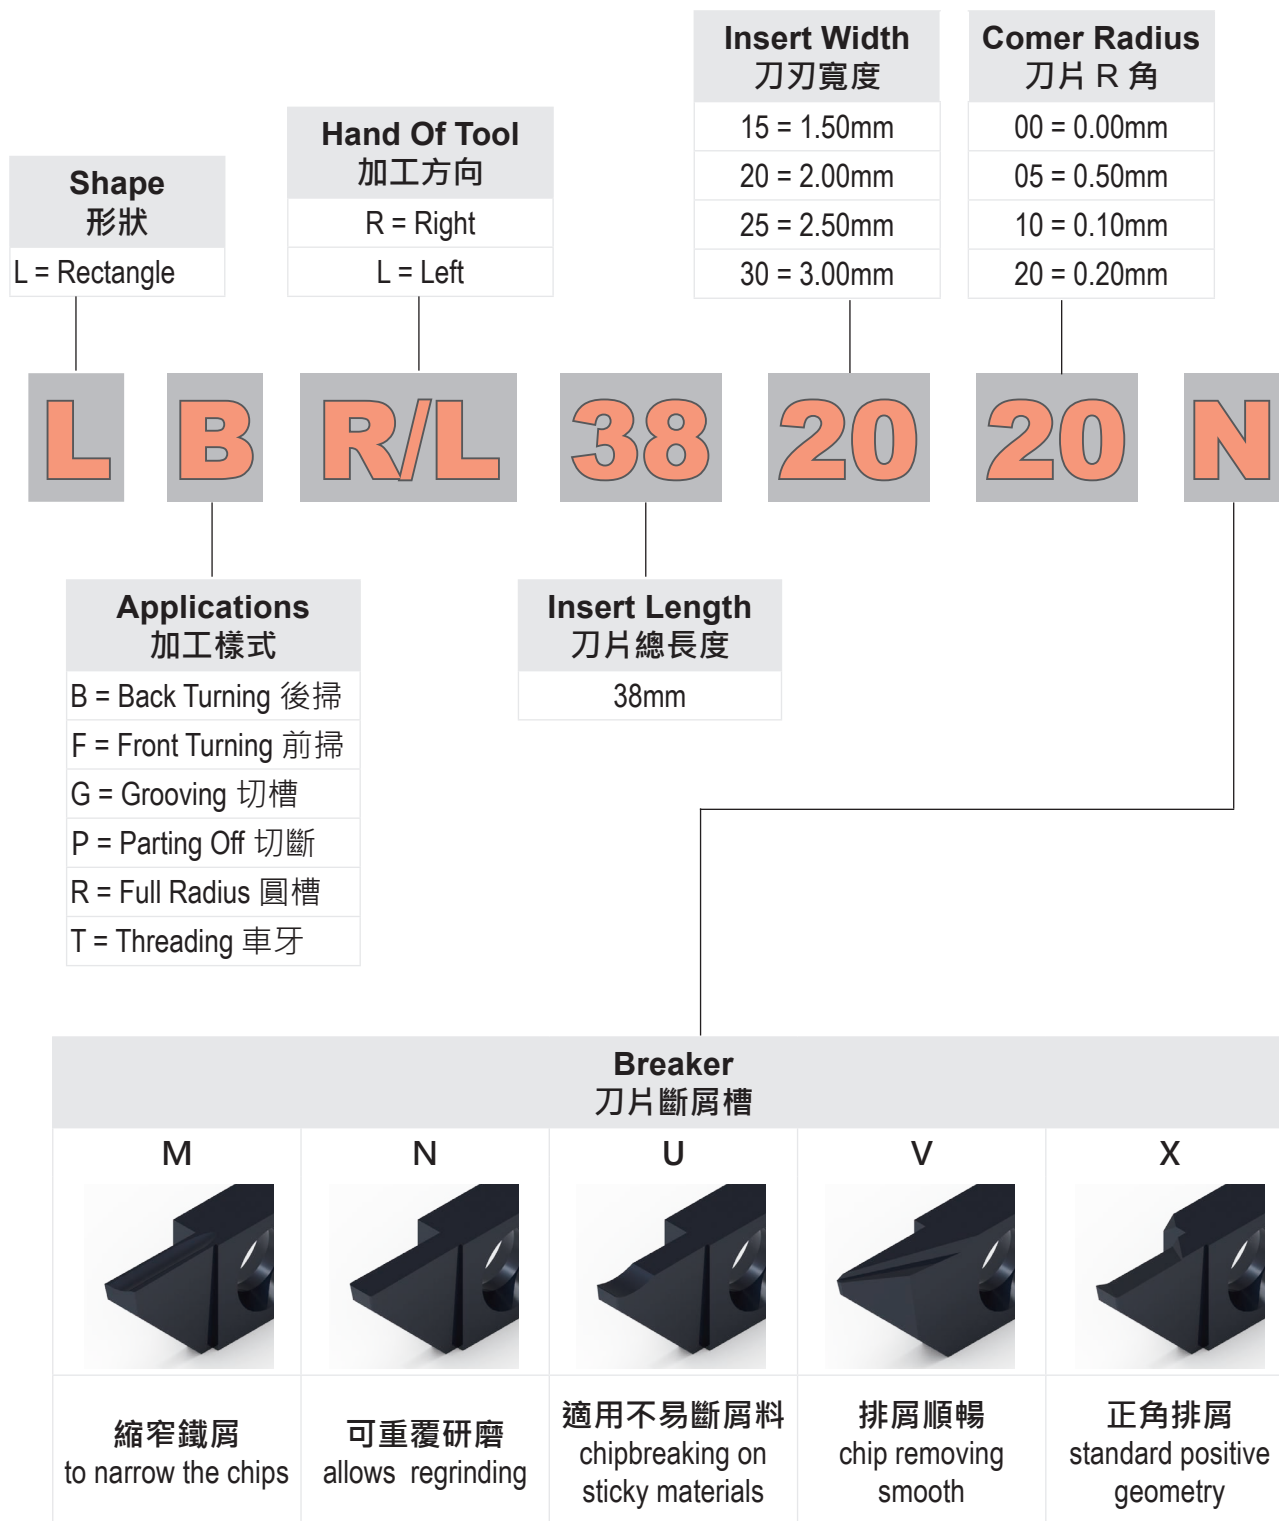 Insert Width
刀刃寬度
15 = 1.50mm
20 = 2.00mm
25 = 2.50mm
30 = 3.00mm
Comer Radius
刀片 R 角
00 = 0.00mm
05 = 0.50mm
10 = 0.10mm
20 = 0.20mm
Hand Of Tool
加工方向
R = Right
L = Left
Shape
形狀
L = Rectangle
L B R/L 38 20 20 N
Applications
加工樣式
B = Back Turning 後掃
F = Front Turning 前掃
G = Grooving 切槽
P = Parting Off 切斷
R = Full Radius 圓槽
T = Threading 車牙
Insert Length
刀片總長度
38mm
Breaker
刀片斷屑槽
M
縮窄鐵屑
to narrow the chips
N
可重覆研磨
allows regrinding
U
適用不易斷屑料
chipbreaking on
sticky materials
V
排屑順暢
chip removing
smooth
X
正角排屑
standard positive
geometry